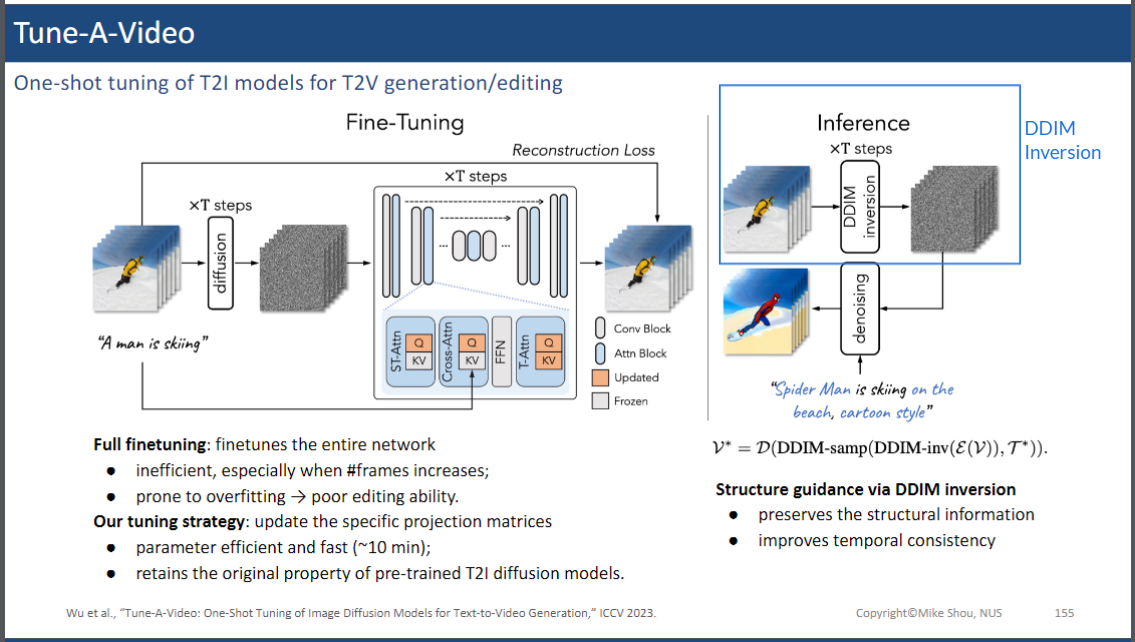 Tune-A-Video
One-shot tuning of T2I models for T2V generation/editing
Fine-Tuning
Reconstruction Loss
×T steps
×T steps
diffusion
...
...
"A man is skiing"
ST-Attn
Q
KV
Cross-Attn
Q
KV
FFN
T-Attn
Q
KV
Conv Block
Attn Block
Updated
Frozen
Inference
×T steps
DDIM
inversion
DDIM
Inversion
denoising
"Spider Man is skiing on the
beach, cartoon style"
Full finetuning: finetunes the entire network
● inefficient, especially when #frames increases;
● prone to overfitting → poor editing ability.
Our tuning strategy: update the specific projection matrices
● parameter efficient and fast (~10 min);
● retains the original property of pre-trained T2I diffusion models.
𝒱* = 𝒟(DDIM-samp(DDIM-inv(ℰ(𝒱)), 𝒯*)).
Structure guidance via DDIM inversion
● preserves the structural information
● improves temporal consistency
Wu et al., "Tune-A-Video: One-Shot Tuning of Image Diffusion Models for Text-to-Video Generation," ICCV 2023.
Copyright©Mike Shou, NUS
155